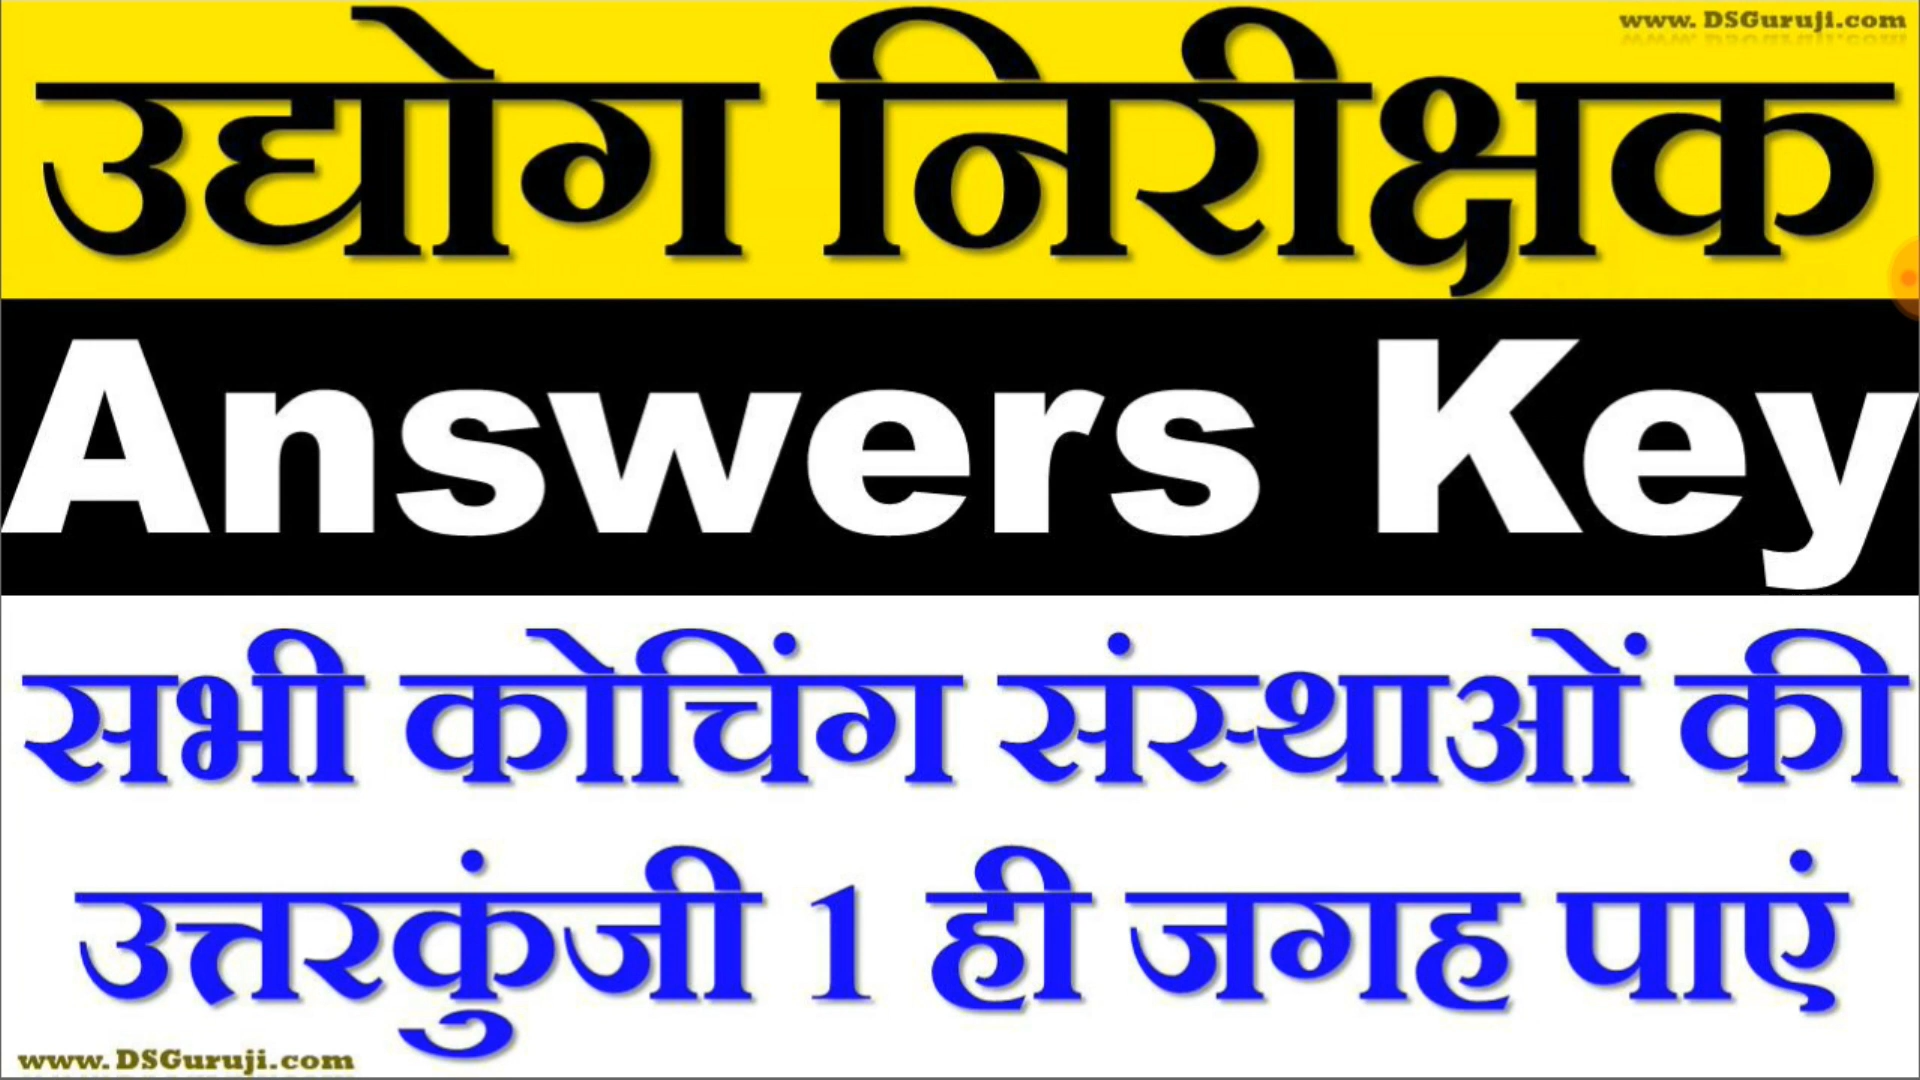 www. DSGuruji.com
उद्योग निरीक्षक
Answers Key
सभी कोचिंग संस्थाओं की
उत्तरकुंजी 1 ही जगह पाएं
www. DSGuruji.com